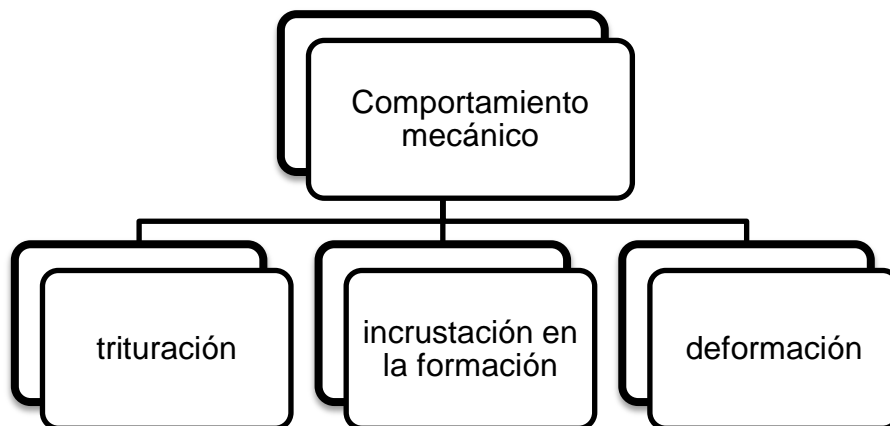 Comportamiento
mecánico
trituración
incrustación en
la formación
deformación